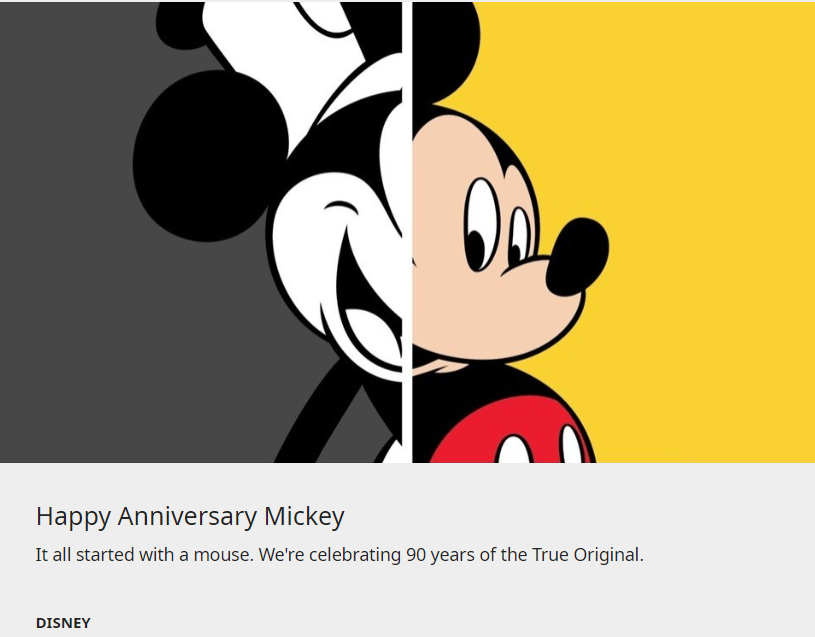 Happy Anniversary Mickey
It all started with a mouse. We're celebrating 90 years of the True Original.
DISNEY